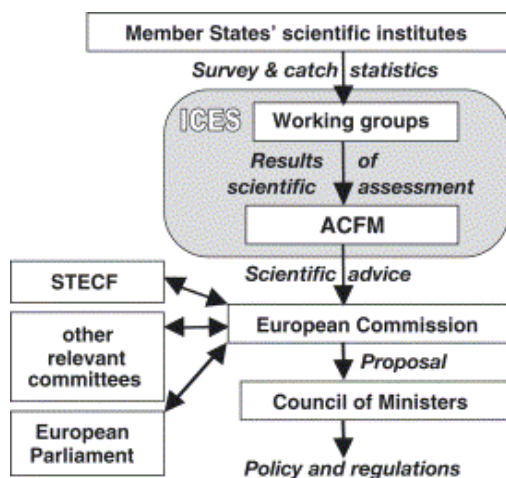 Member States' scientific institutes
Survey & catch statistics
ICES
Working groups
Results of
scientific assessment
ACFM
Scientific advice
STECF
European Commission
other
relevant
committees
Proposal
Council of Ministers
European
Parliament
Policy and regulations